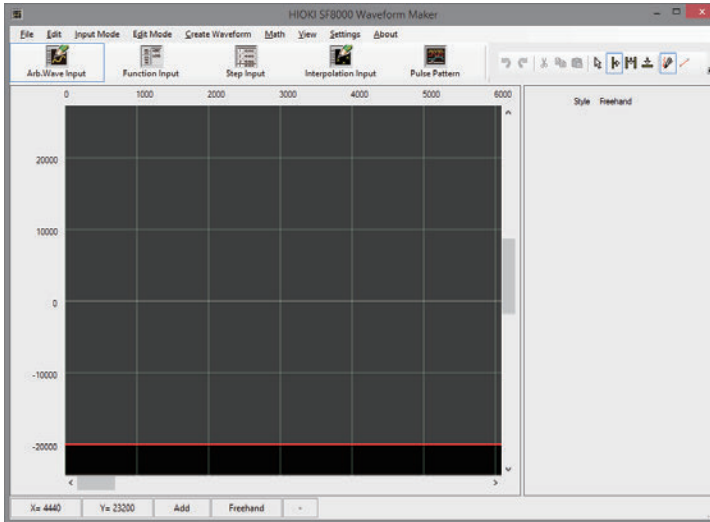 HIOKI SF8000 Waveform Maker
File Edit Input Mode Egit Mode Create Waveform Math View Settings About
Arb.Wave Input Function Input Step Input Interpolation Input Pulse Pattern
0 1000 2000 3000 4000 5000 6000
Style Freehand
20000
10000
0
-10000
-20000
X= 4440 Y= 23200 Add Freehand -